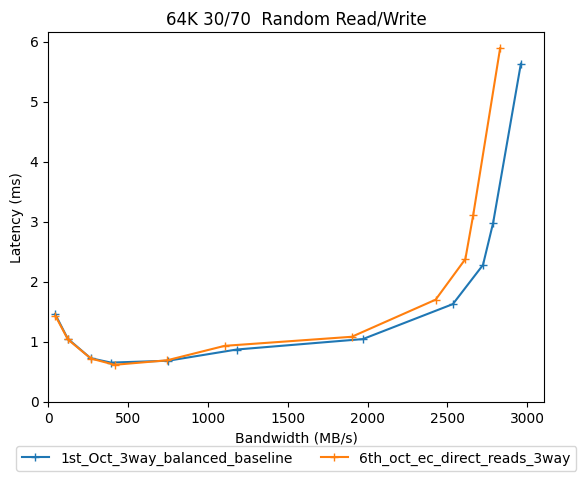 64K 30/70  Random Read/Write
6
5
4
3
2
1
0
Latency (ms)
0 500 1000 1500 2000 2500 3000
Bandwidth (MB/s)
1st_Oct_3way_balanced_baseline 6th_oct_ec_direct_reads_3way